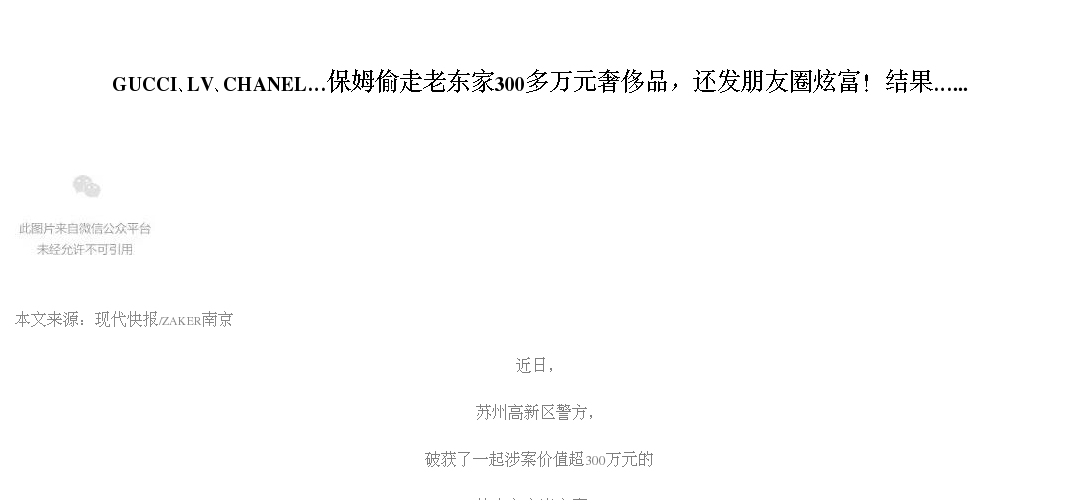 GUCCI、LV、CHANEL…保姆偷走老东家300多万元奢侈品，还发朋友圈炫富！结果…...
此图片来自微信公众平台
未经允许不可引用
本文来源：现代快报/ZAKER南京
近日，
苏州高新区警方，
破获了一起涉案价值超300万元的